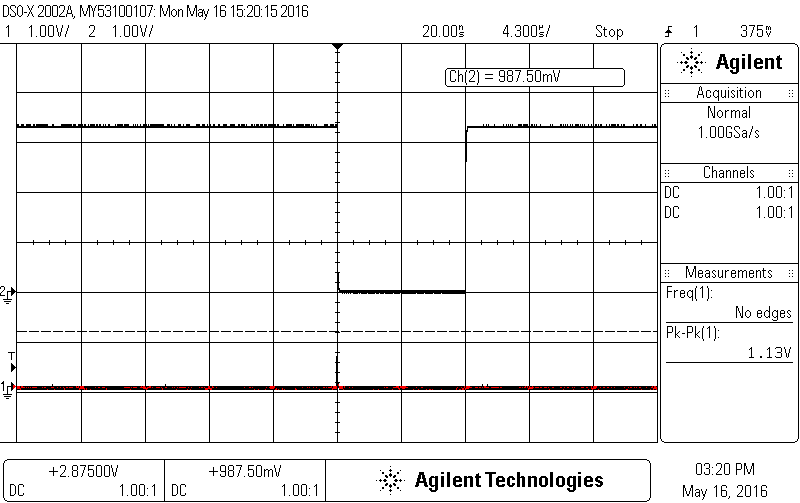 DSO-X 2002A, MY53100107: Mon May 16 15:20:15 2016
1 1.00V/ 2 1.00V/ 20.00s 4.300s/ Stop 1 375
Ch(2) = 987.50mV
Agilent
Acquisition
Normal
1.00GSa/s
Channels
DC 1.00:1
DC 1.00:1
Measurements
Freq(1):
No edges
Pk-Pk(1):
1.13V
2
T
1
+2.87500V
DC 1.00:1
+987.50mV
DC 1.00:1
Agilent Technologies
03:20 PM
May 16, 2016